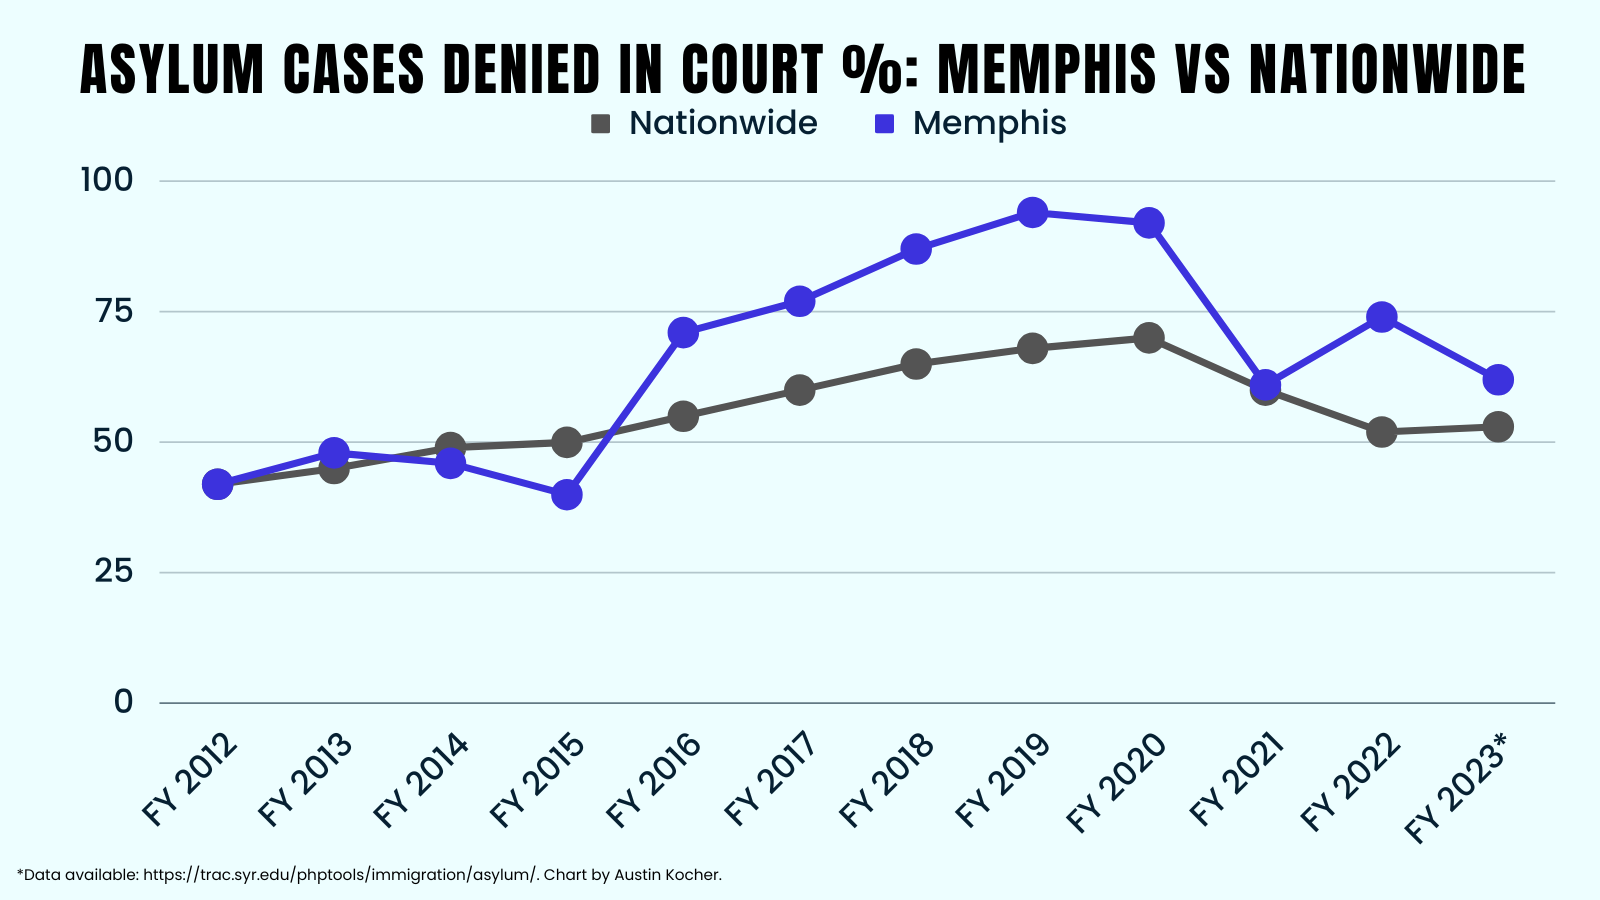 ASYLUM CASES DENIED IN COURT %: MEMPHIS VS NATIONWIDE
Nationwide Memphis
100
75
50
25
0
FY 2012 FY 2013 FY 2014 FY 2015 FY 2016 FY 2017 FY 2018 FY 2019 FY 2020 FY 2021 FY 2022 FY 2023*
*Data available: https://trac.syr.edu/phptools/immigration/asylum/. Chart by Austin Kocher.